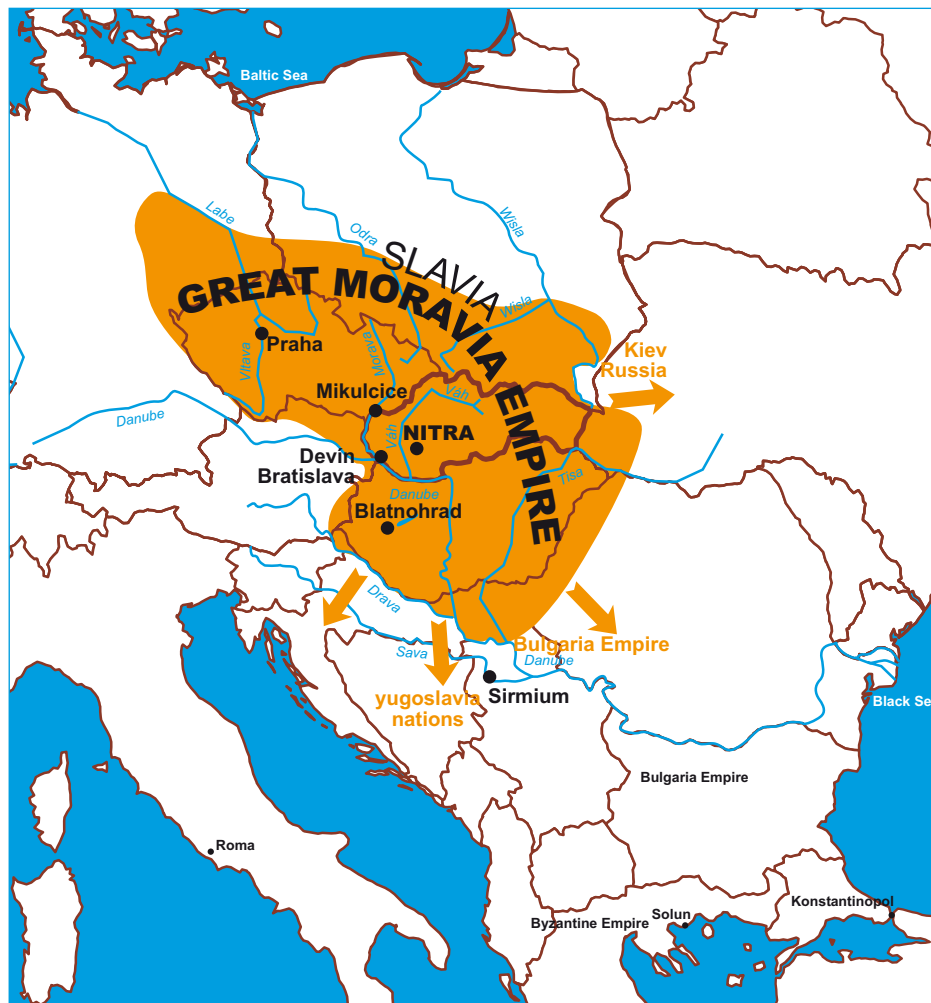 Baltic Sea
Labe
Odra
Wisla
SLAVIA
GREAT MORAVIA EMPIRE
Wisla
Praha
Vltava
Morava
Kiev
Russia
Mikulcice
Váh
Váh
NITRA
Danube
Devín
Bratislava
Tisa
Danube
Blatnohrad
Drava
Sava
Bulgaria Empire
Danube
yugoslavia
nations
Sirmium
Black Se
Bulgaria Empire
Roma
Konstantinopol
Solun
Byzantine Empire